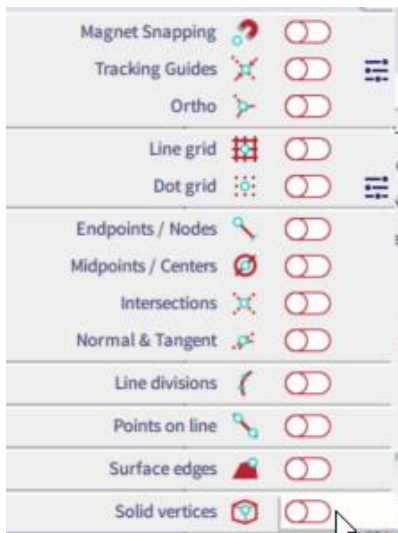 Magnet Snapping
Tracking Guides
Ortho
Line grid
Dot grid
Endpoints / Nodes
Midpoints / Centers
Intersections
Normal & Tangent
Line divisions
Points on line
Surface edges
Solid vertices